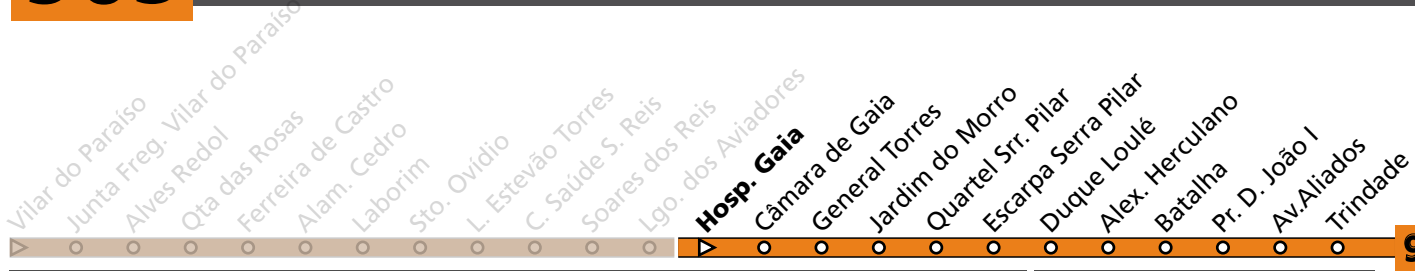 Vilar do Paraíso
Junta Freg. Vilar do Paraíso
Alves Redol
Qta das Rosas
Ferreira de Castro
Alam. Cedro
Laborim
Sto. Ovídio
L. Estevão Torres
C. Saúde S. Reis
Soares dos Reis
Lgo. dos Aviadores
Hosp. Gaia
Câmara de Gaia
General Torres
Jardim do Morro
Quartel Srr. Pilar
Escarpa Serra Pilar
Duque Loulé
Alex. Herculano
Batalha
Pr. D. João I
Av.Aliados
Trindade